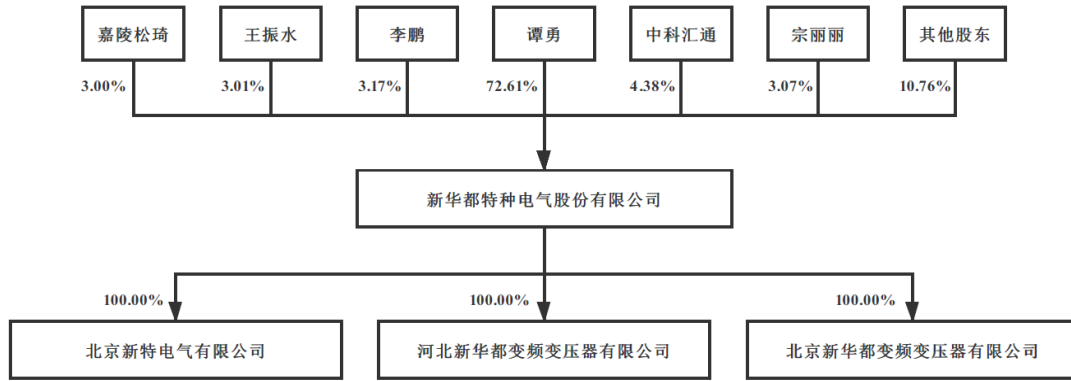 嘉陵松琦
王振水
李鹏
谭勇
中科汇通
宗丽丽
其他股东
3.00%
3.01%
3.17%
72.61%
4.38%
3.07%
10.76%
新华都特种电气股份有限公司
100.00%
100.00%
100.00%
北京新特电气有限公司
河北新华都变频变压器有限公司
北京新华都变频变压器有限公司